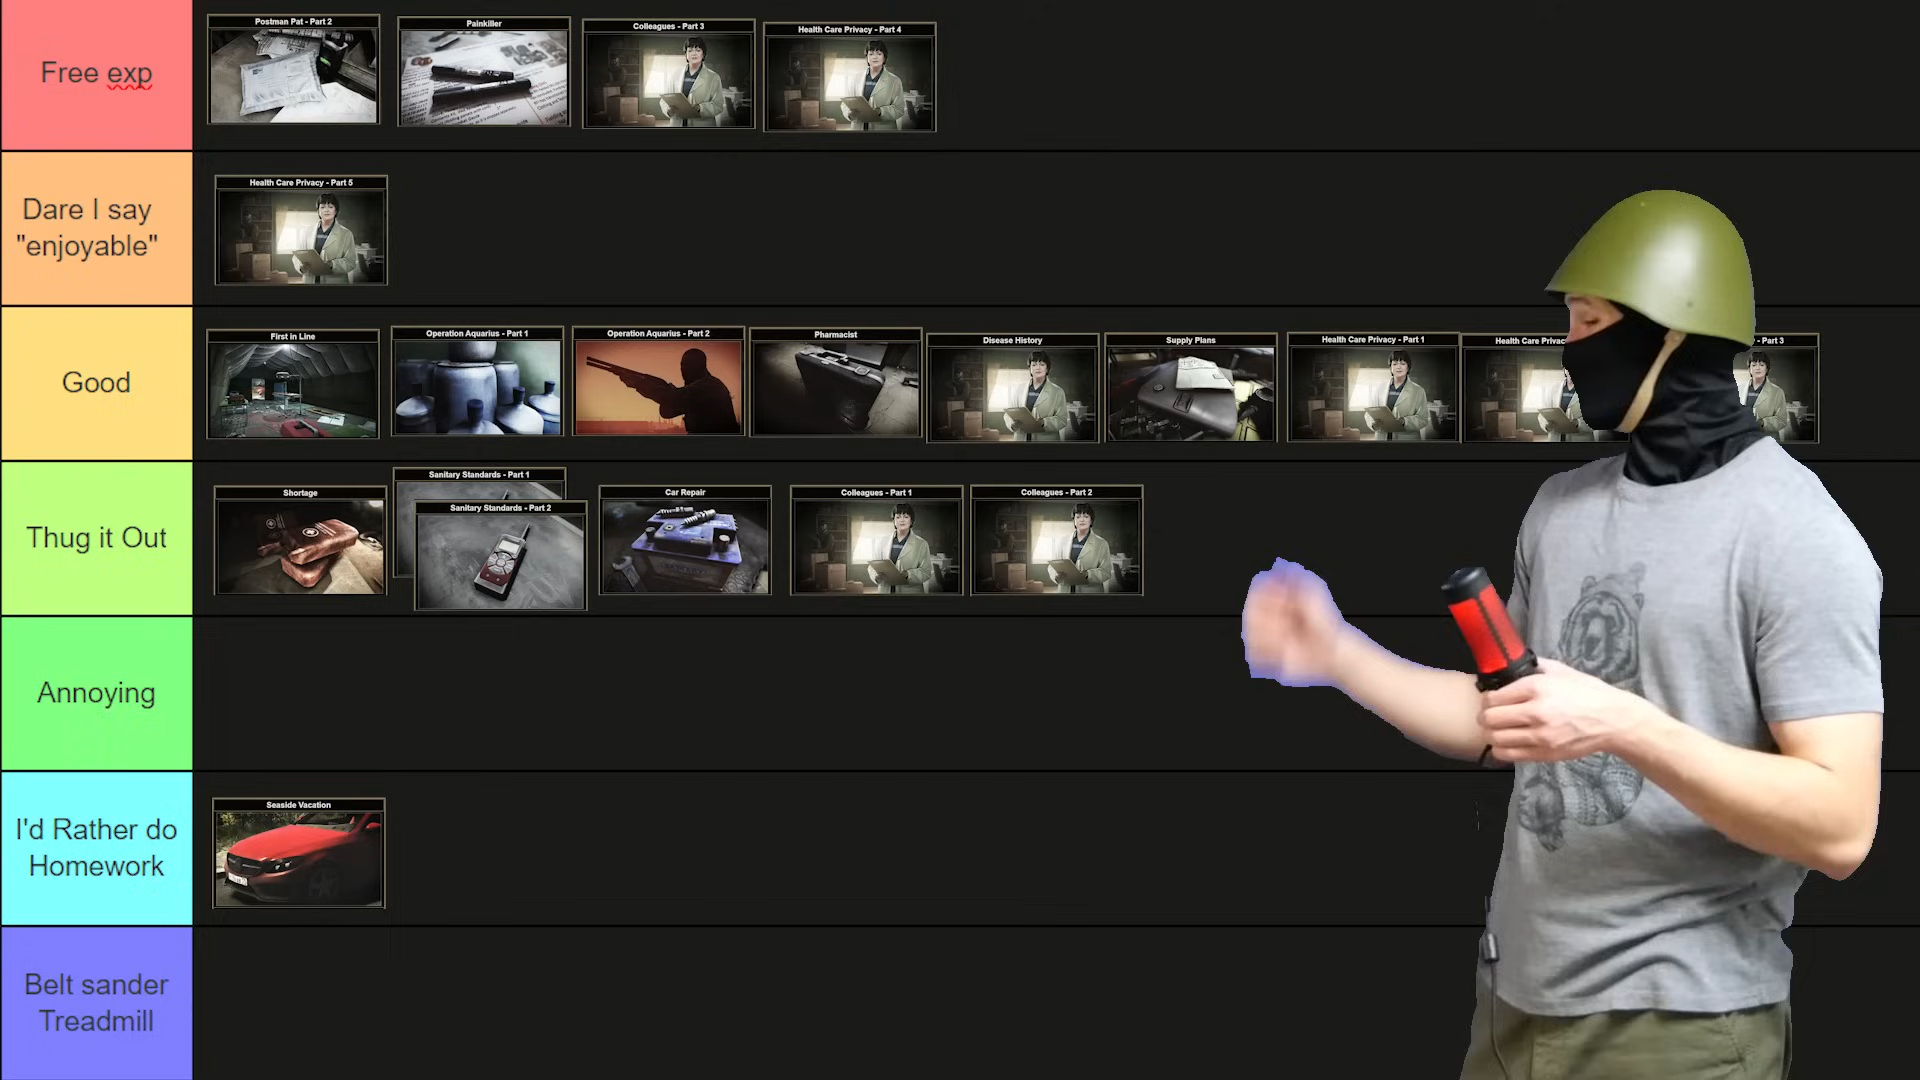 Free exp
Postman Pat - Part 2
Painkiller
Colleagues - Part 3
Health Care Privacy - Part 4
Dare I say
"enjoyable"
Health Care Privacy - Part 5
Good
First in Line
Operation Aquarius - Part 1
Operation Aquarius - Part 2
Pharmacist
Disease History
Supply Plans
Health Care Privacy - Part 1
Health Care
- Part 3
Thug it Out
Shortage
Sanitary Standards - Part 1
Sanitary Standards - Part 2
Car Repair
Colleagues - Part 1
Colleagues - Part 2
Annoying
I'd Rather do
Homework
Seaside Vacation
Belt sander
Treadmill